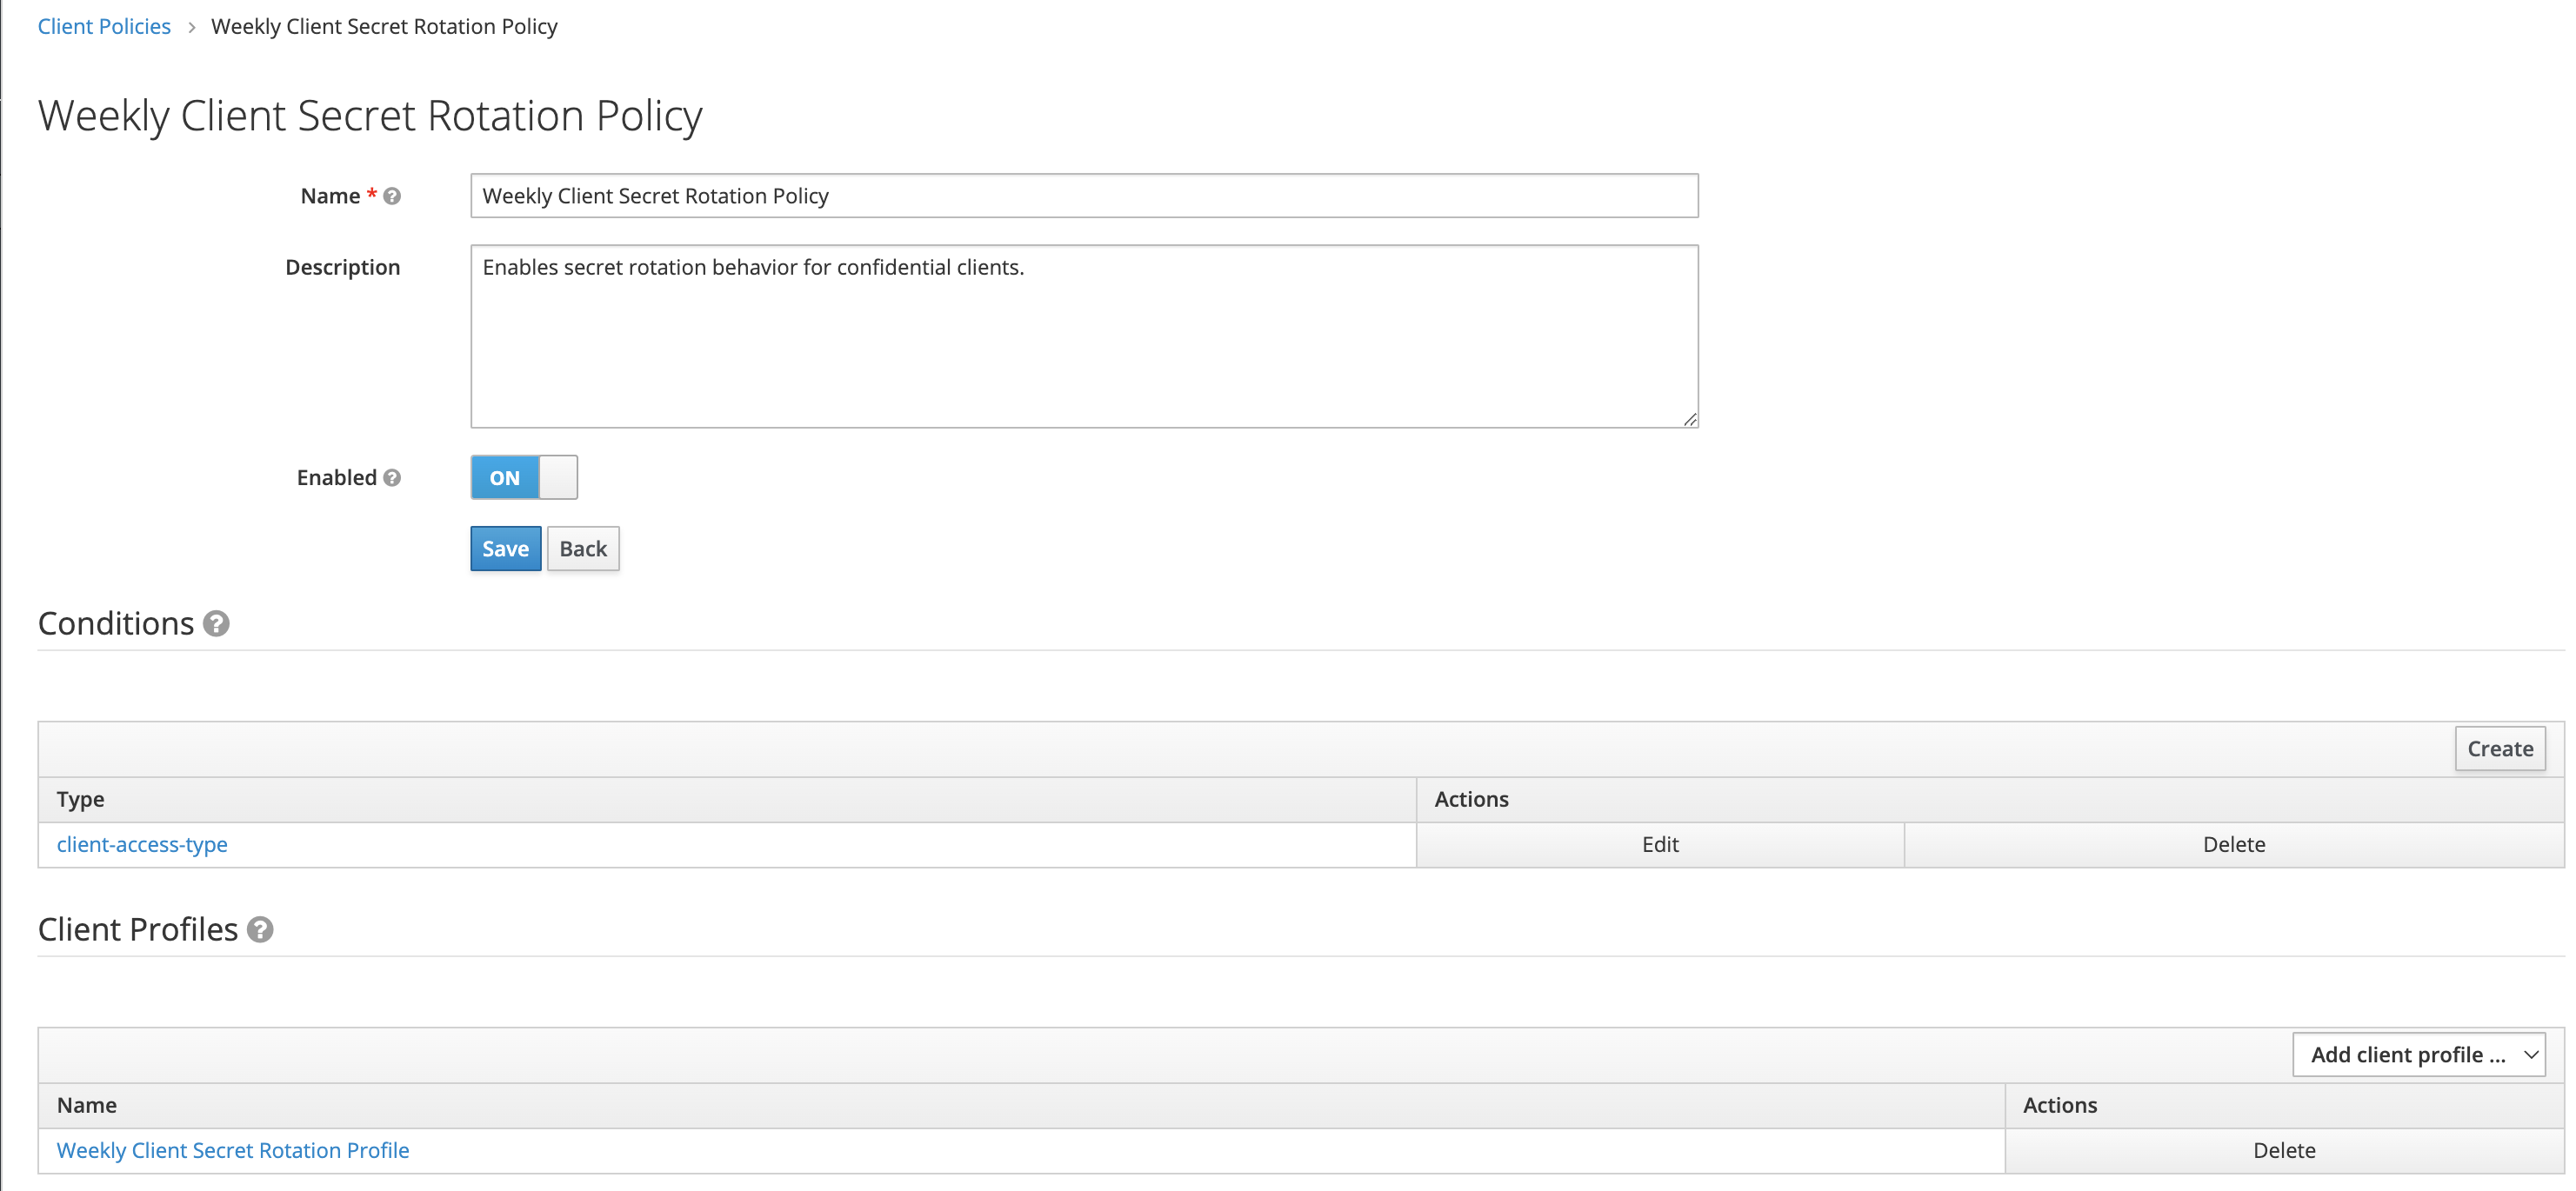 Client Policies > Weekly Client Secret Rotation Policy
Weekly Client Secret Rotation Policy
Name * Weekly Client Secret Rotation Policy
Description Enables secret rotation behavior for confidential clients.
Enabled ON
Save Back
Conditions
Create
Type Actions
client-access-type Edit Delete
Client Profiles
Add client profile ...
Name Actions
Weekly Client Secret Rotation Profile Delete